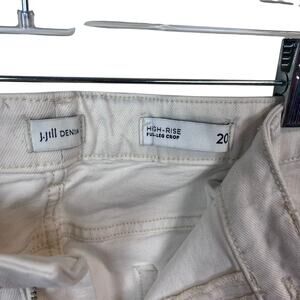 J.Jill DENIM
HIGH-RISE
FULL-LEG CROP
20